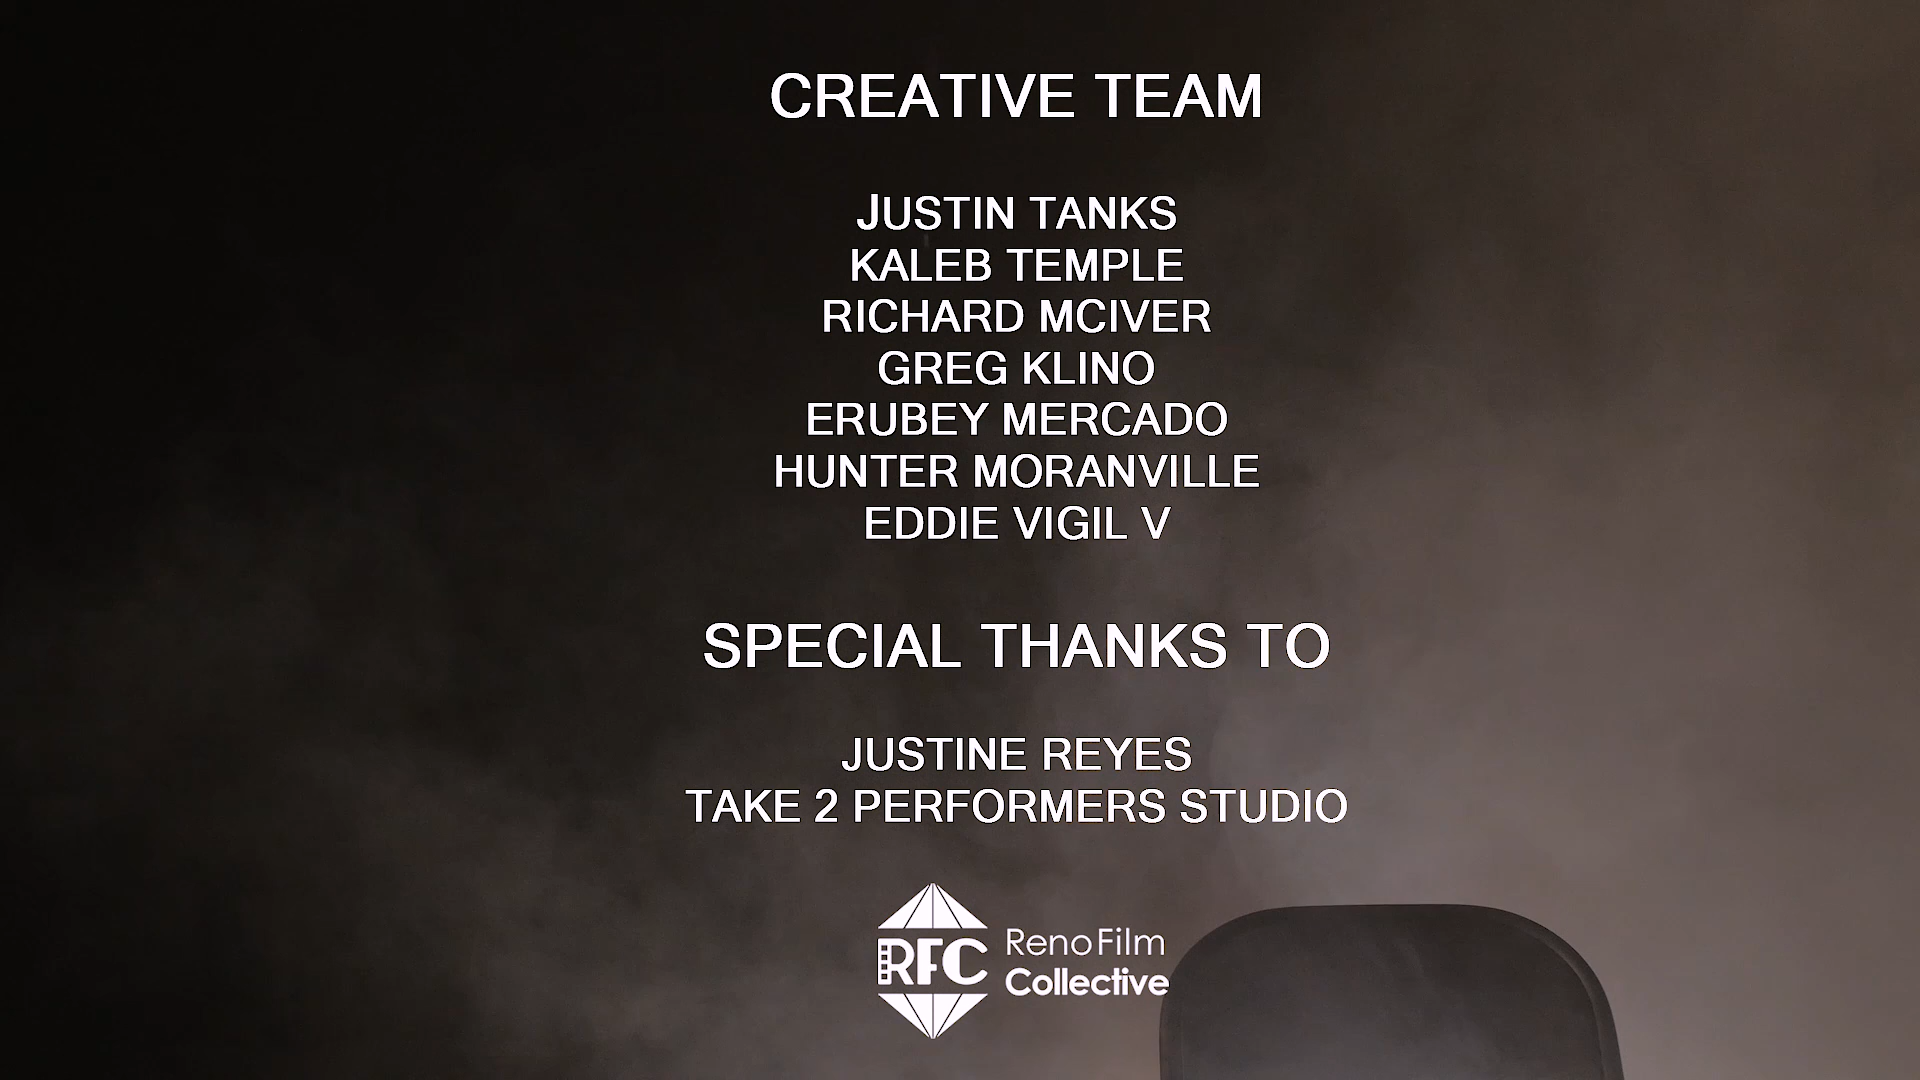 CREATIVE TEAM
JUSTIN TANKS
KALEB TEMPLE
RICHARD MCIVER
GREG KLINO
ERUBEY MERCADO
HUNTER MORANVILLE
EDDIE VIGIL V
SPECIAL THANKS TO
JUSTINE REYES
TAKE 2 PERFORMERS STUDIO
RFC
Reno Film
Collective